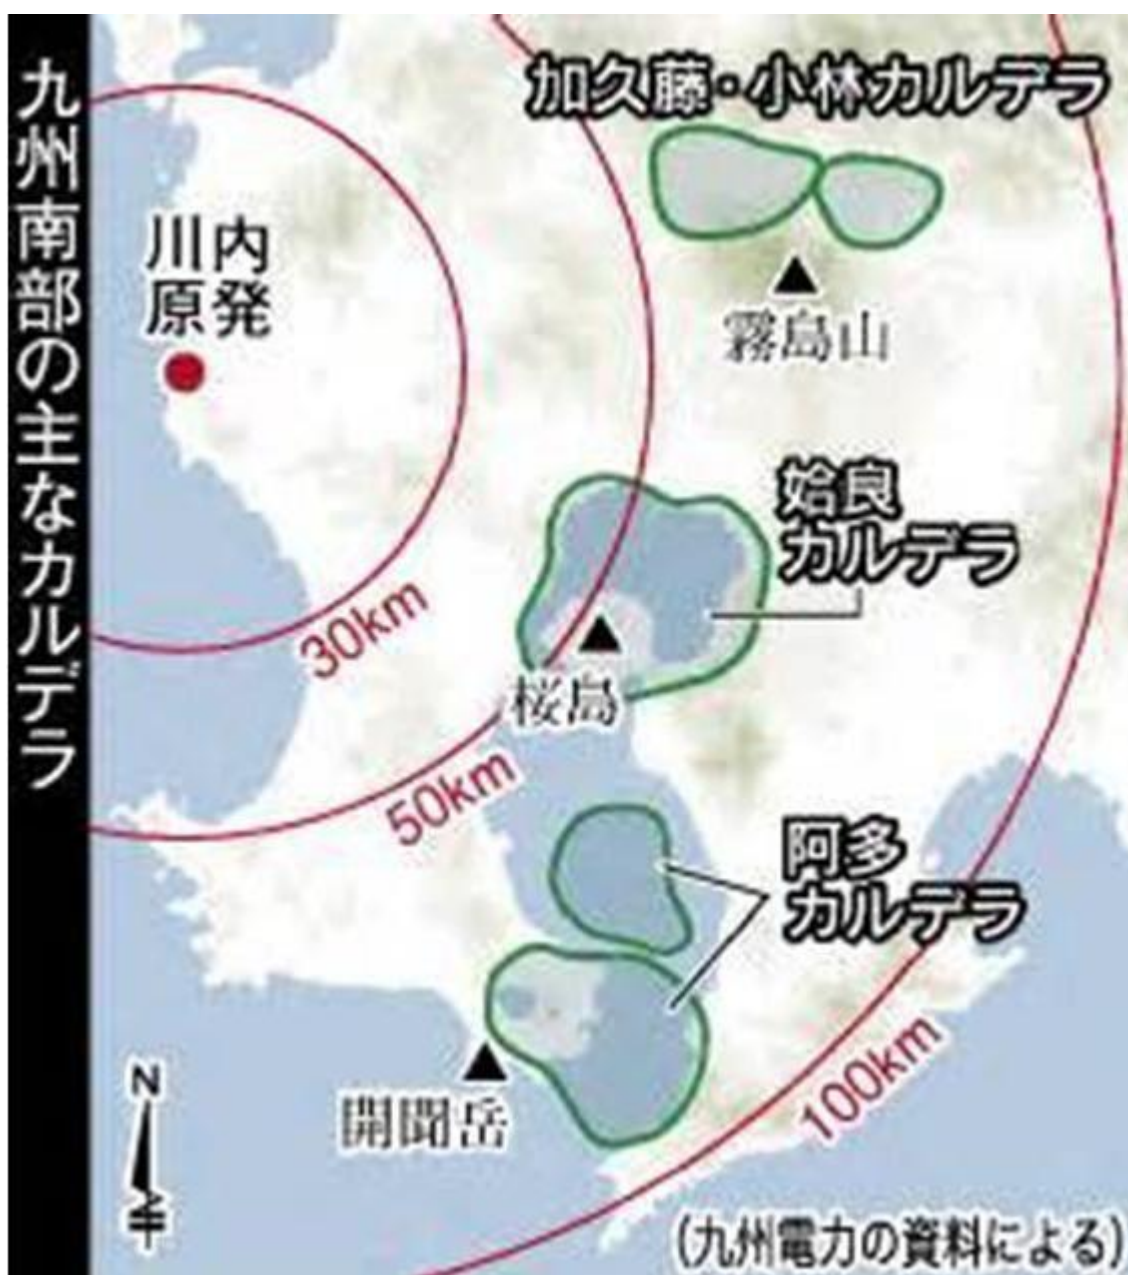 九州南部の主なカルデラ
加久藤・小林カルデラ
川内
原発
霧島山
姶良
カルデラ
30km
桜島
50km
阿多
カルデラ
開聞岳
100km
N
(九州電力の資料による)